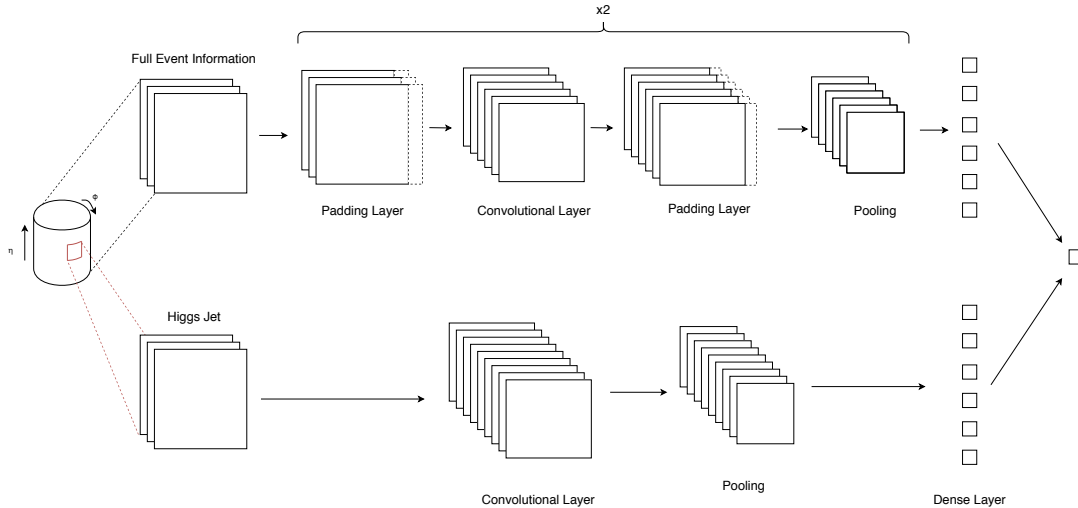 x2
Full Event Information
Padding Layer
Convolutional Layer
Padding Layer
Pooling
Φ
η
Higgs Jet
Convolutional Layer
Pooling
Dense Layer